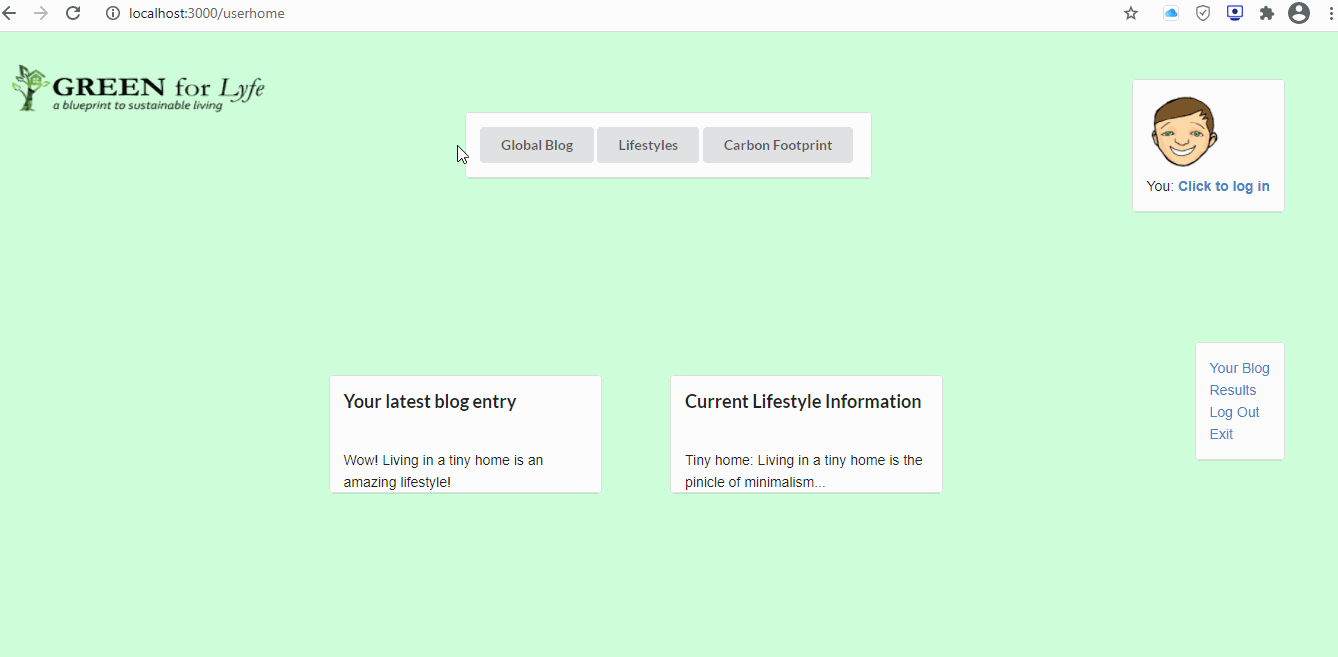 localhost:3000/userhome
GREEN for Lyfe
a blueprint to sustainable living
Global Blog Lifestyles Carbon Footprint
You: Click to log in
Your Blog
Results
Log Out
Exit
Your latest blog entry
Wow! Living in a tiny home is an
amazing lifestyle!
Current Lifestyle Information
Tiny home: Living in a tiny home is the
pinicle of minimalism...